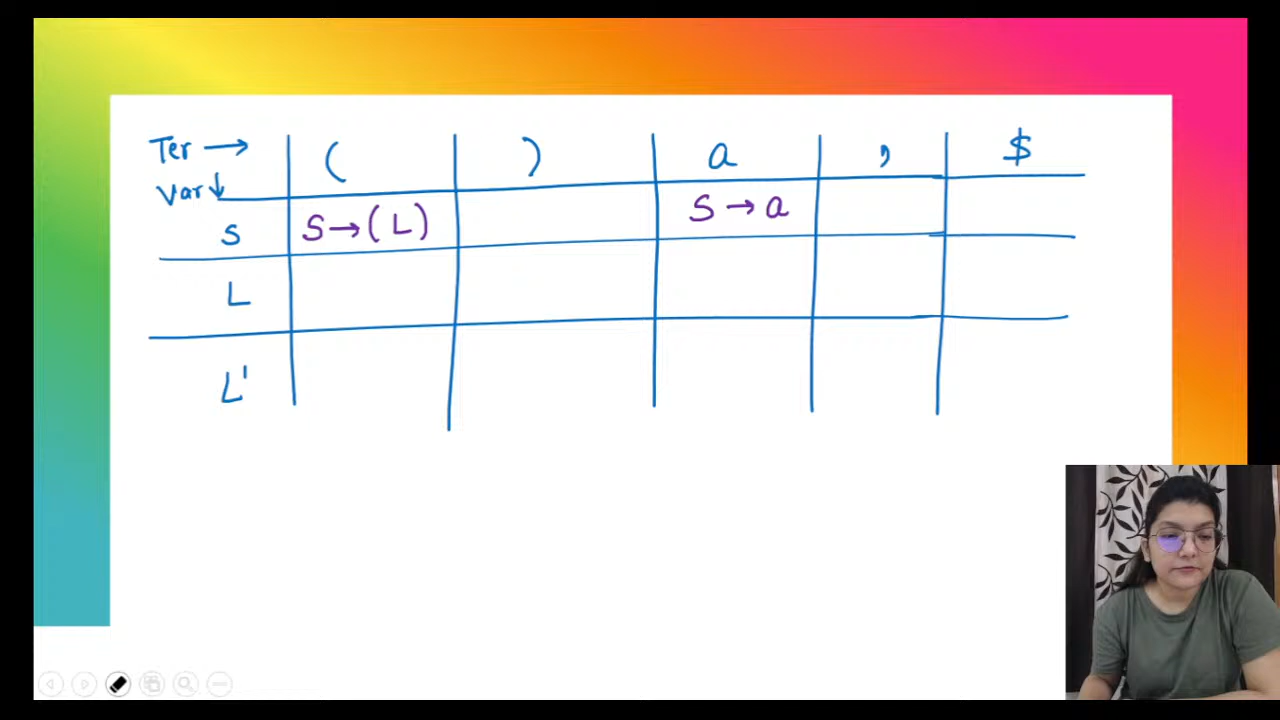 Ter → ( ) a , $
Var ↓
S S → (L) S → a
L
L'